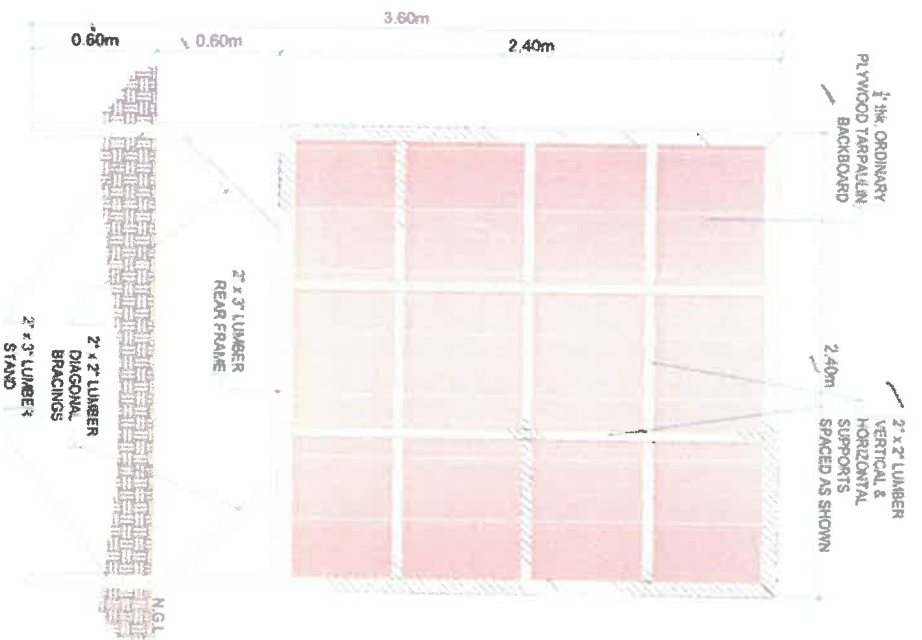 3.60m
0.60m
0.60m
2.40m
thk. ORDINARY
PLYWOOD TARPAULIN
BACKBOARD
2.40m
2" x 2" LUMBER
VERTICAL &
HORIZONTAL
SUPPORTS
SPACED AS SHOWN
2" x 3" LUMBER
REAR FRAME
N.G.L
2" x 2" LUMBER
DIAGONAL
BRACINGS
2" x 3" LUMBER
STAND